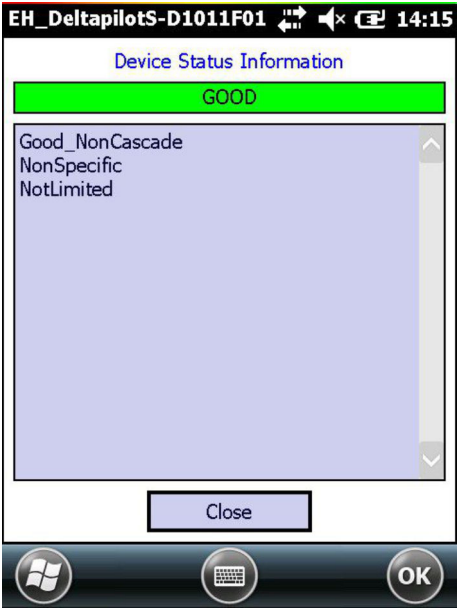 EH_DeltapilotS-D1011F01 14:15
Device Status Information
GOOD
Good_NonCascade
NonSpecific
NotLimited
Close
OK